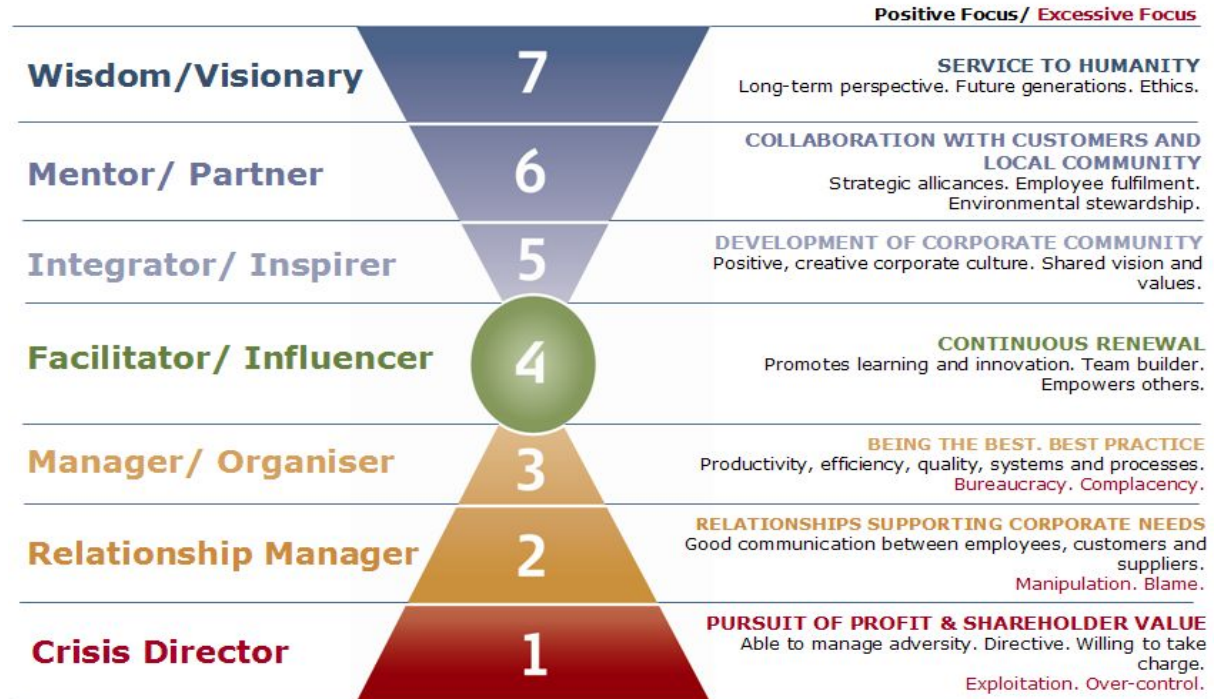 Positive Focus/ Excessive Focus
Wisdom/Visionary
7
SERVICE TO HUMANITY
Long-term perspective. Future generations. Ethics.
Mentor/ Partner
6
COLLABORATION WITH CUSTOMERS AND
LOCAL COMMUNITY
Strategic allicances. Employee fulfilment.
Environmental stewardship.
Integrator/ Inspirer
5
DEVELOPMENT OF CORPORATE COMMUNITY
Positive, creative corporate culture. Shared vision and
values.
Facilitator/ Influencer
4
CONTINUOUS RENEWAL
Promotes learning and innovation. Team builder.
Empowers others.
Manager/ Organiser
3
BEING THE BEST. BEST PRACTICE
Productivity, efficiency, quality, systems and processes.
Bureaucracy. Complacency.
Relationship Manager
2
RELATIONSHIPS SUPPORTING CORPORATE NEEDS
Good communication between employees, customers and
suppliers.
Manipulation. Blame.
Crisis Director
1
PURSUIT OF PROFIT & SHAREHOLDER VALUE
Able to manage adversity. Directive. Willing to take
charge.
Exploitation. Over-control.